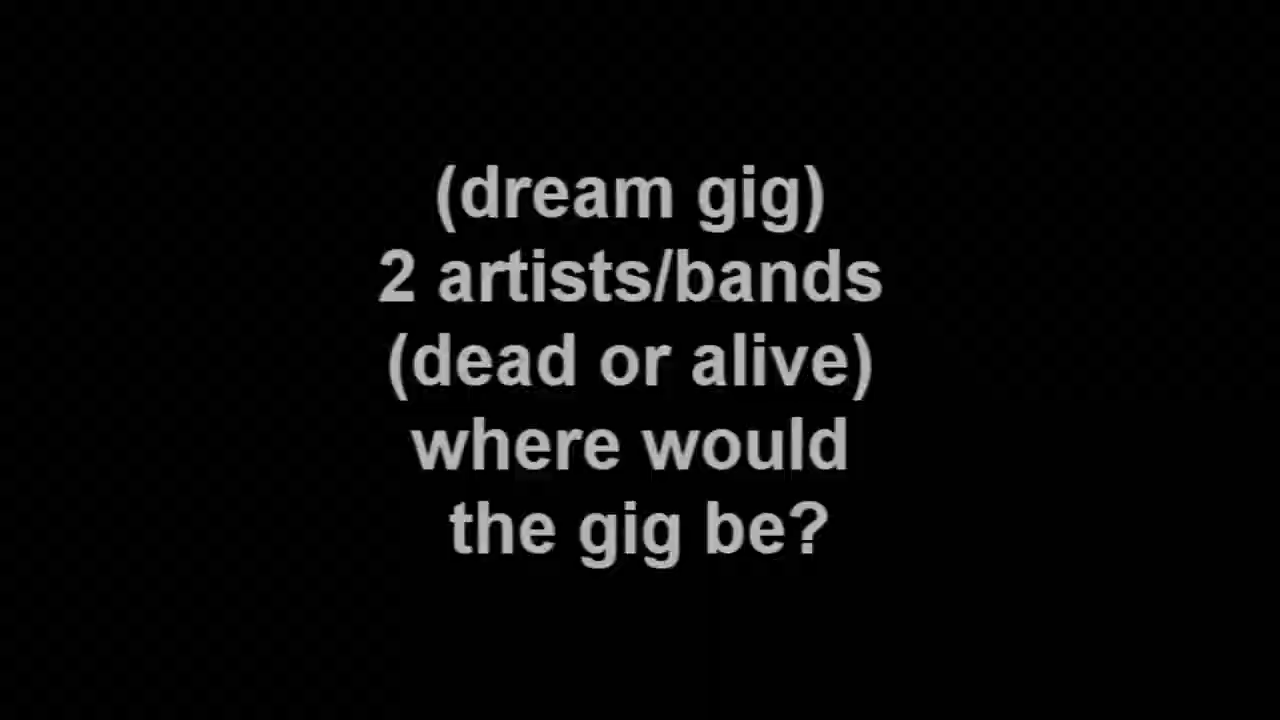 (dream gig)
2 artists/bands
(dead or alive)
where would
the gig be?